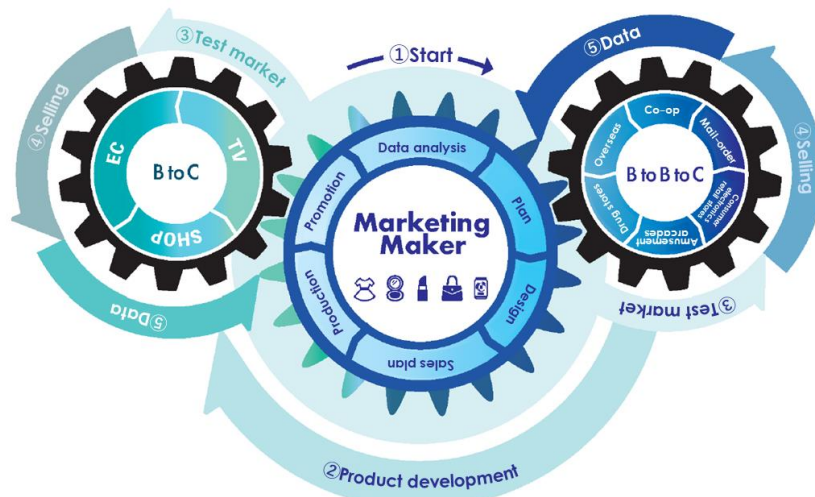 ①Start
③Test market
④Selling
EC
TV
SHOP
B to C
⑤Data
Data analysis
Plan
Design
Sales plan
Production
Promotion
Marketing
Maker
②Product development
⑤Data
④Selling
③Test market
Co-op
Mail-order
Consumer
electronics
retail stores
Amusement
arcades
Drug stores
Overseas
B to B to C